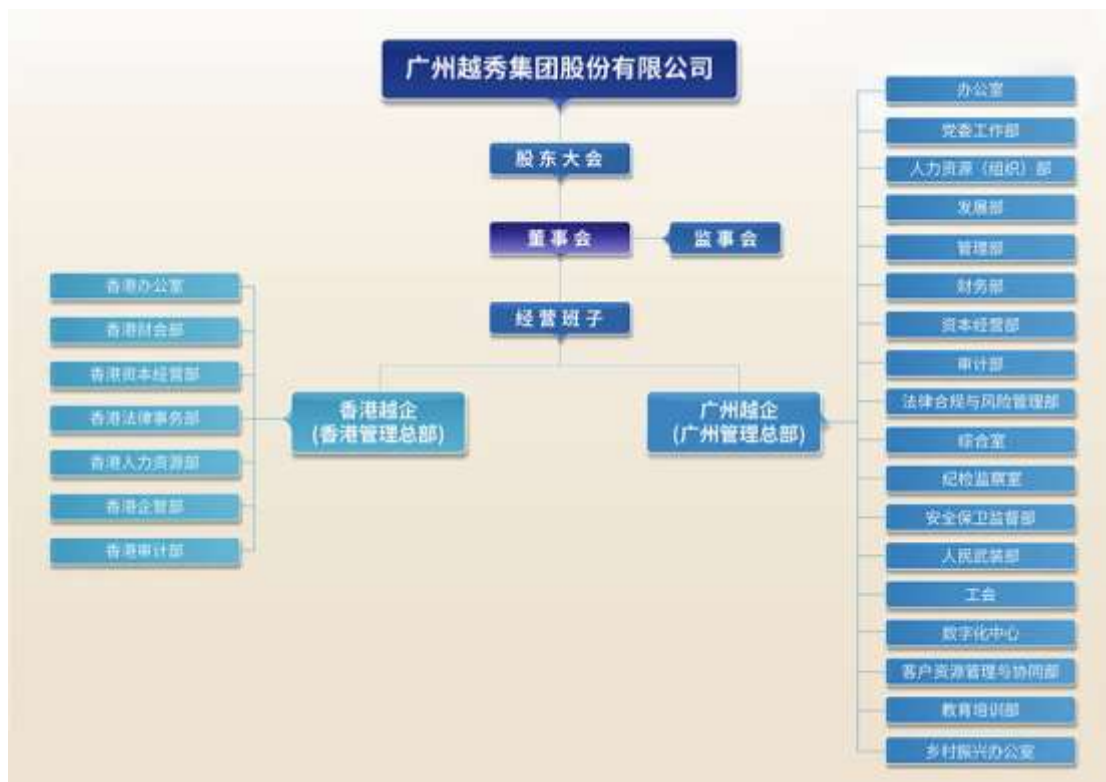 广州越秀集团股份有限公司
股东大会
董事会
监事会
经营班子
香港越企
(香港管理总部)
广州越企
(广州管理总部)
香港办公室
香港财会部
香港资本经营部
香港法律事务部
香港人力资源部
香港企管部
香港审计部
办公室
党委工作部
人力资源（组织）部
发展部
管理部
财务部
资本经营部
审计部
法律合规与风险管理部
综合室
纪检监察室
安全保卫监督部
人民武装部
工会
数字化中心
客户资源管理与协同部
教育培训部
乡村振兴办公室